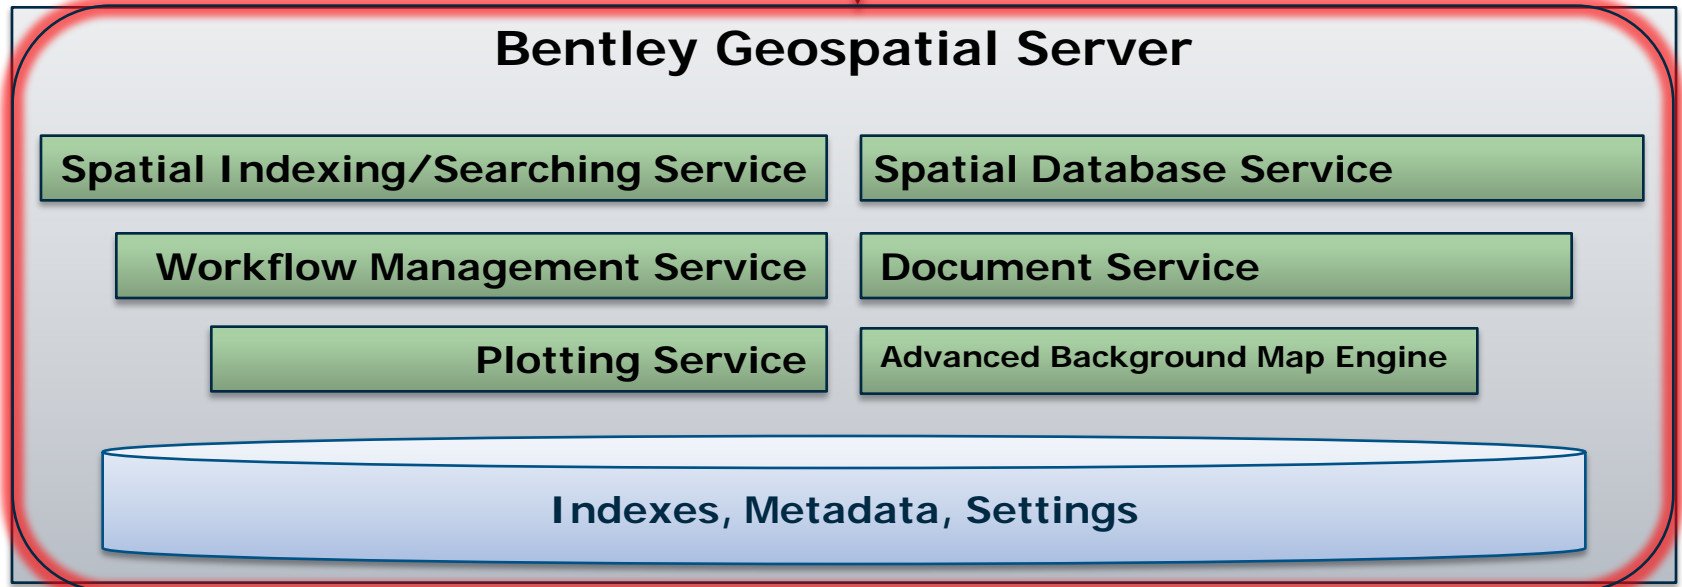 Bentley Geospatial Server
Spatial Indexing/Searching Service
Spatial Database Service
Workflow Management Service
Document Service
Plotting Service
Advanced Background Map Engine
Indexes, Metadata, Settings